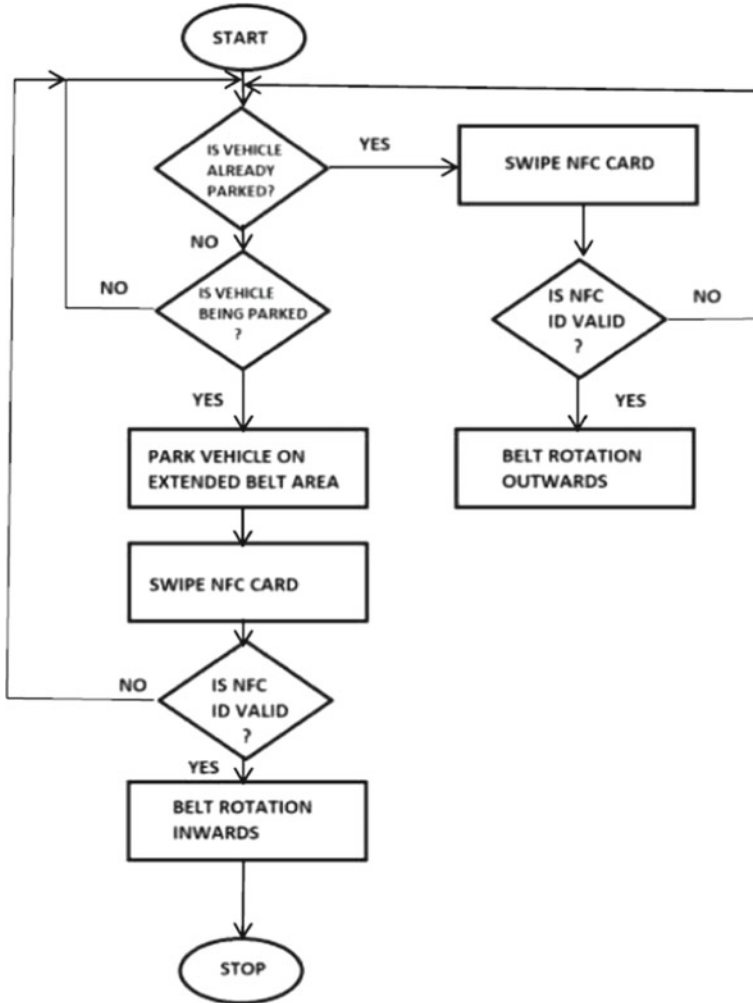 START
IS VEHICLE
ALREADY
PARKED?
YES
SWIPE NFC CARD
NO
IS VEHICLE
BEING PARKED
?
NO
IS NFC
ID VALID
?
NO
YES
YES
PARK VEHICLE ON
EXTENDED BELT AREA
BELT ROTATION
OUTWARDS
SWIPE NFC CARD
NO
IS NFC
ID VALID
?
YES
BELT ROTATION
INWARDS
STOP